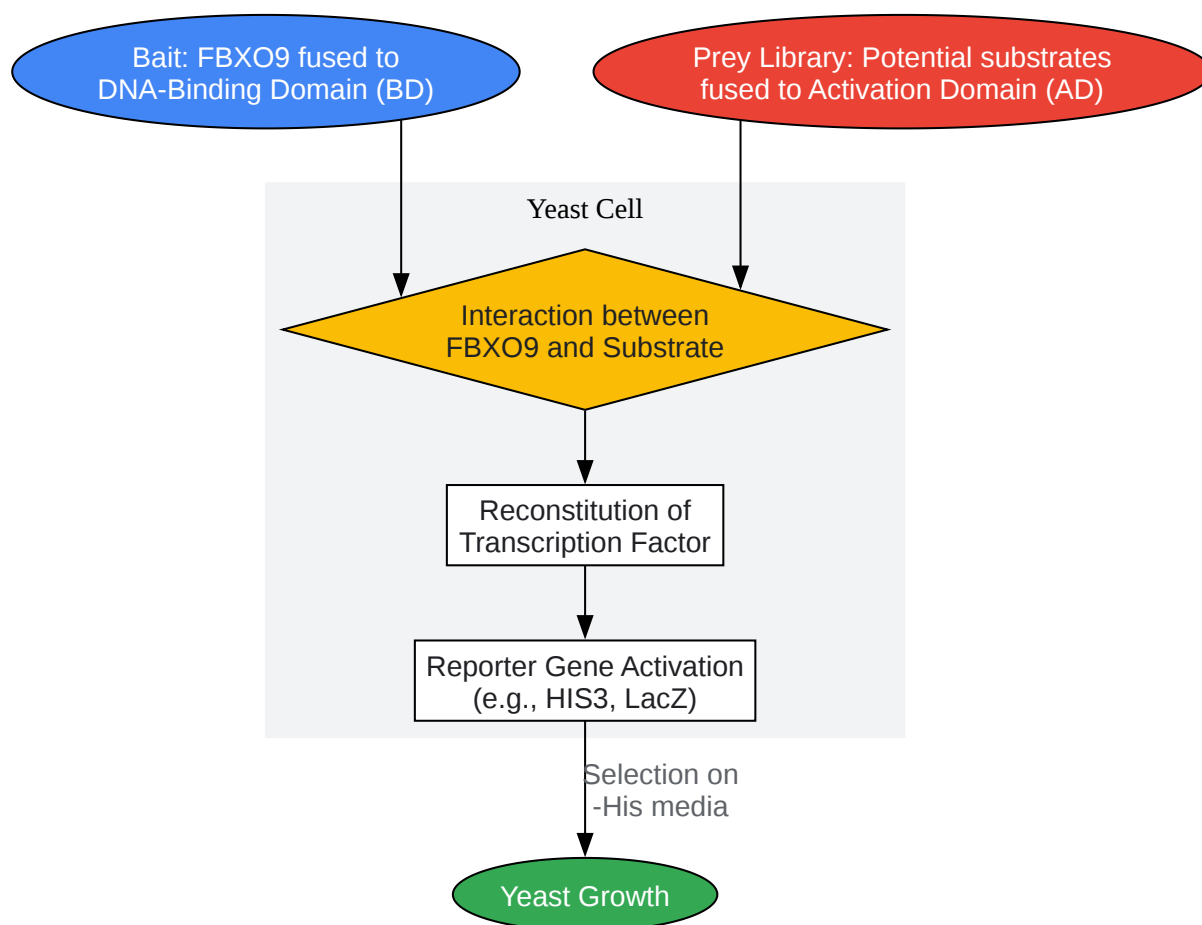 Bait: FBXO9 fused to
DNA-Binding Domain (BD)
Prey Library: Potential substrates
fused to Activation Domain (AD)
Yeast Cell
Interaction between
FBXO9 and Substrate
Reconstitution of
Transcription Factor
Reporter Gene Activation
(e.g., HIS3, LacZ)
Selection on
-His media
Yeast Growth